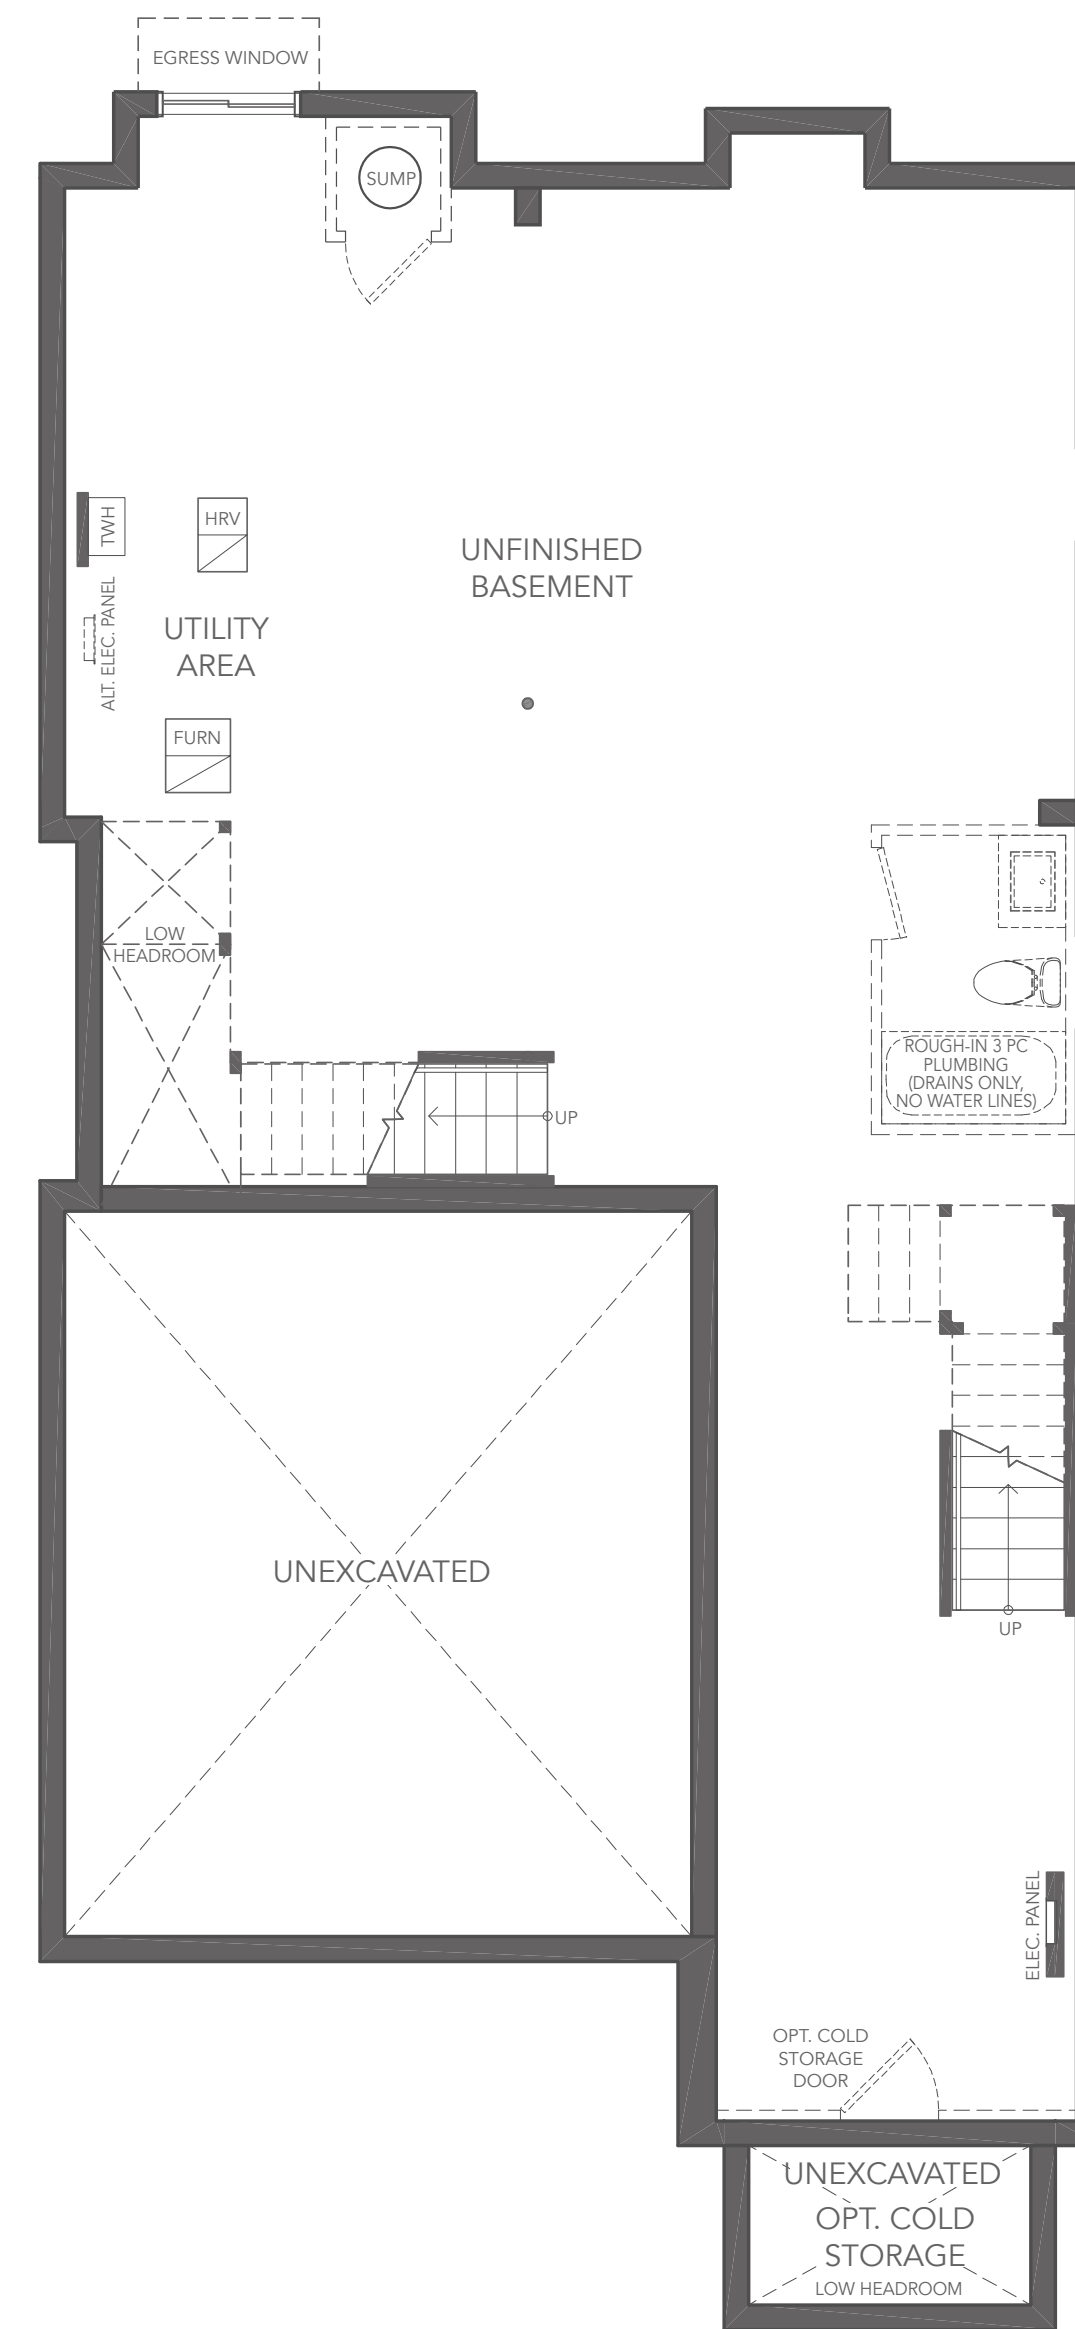 EGRESS WINDOW
SUMP
TWH
HRV
UNFINISHED
BASEMENT
ALT. ELEC. PANEL
UTILITY
AREA
FURN
LOW
HEADROOM
ROUGH-IN 3 PC
PLUMBING
(DRAINS ONLY,
NO WATER LINES)
UP
UNEXCAVATED
UP
ELEC. PANEL
OPT. COLD
STORAGE
DOOR
UNEXCAVATED
OPT. COLD
STORAGE
LOW HEADROOM